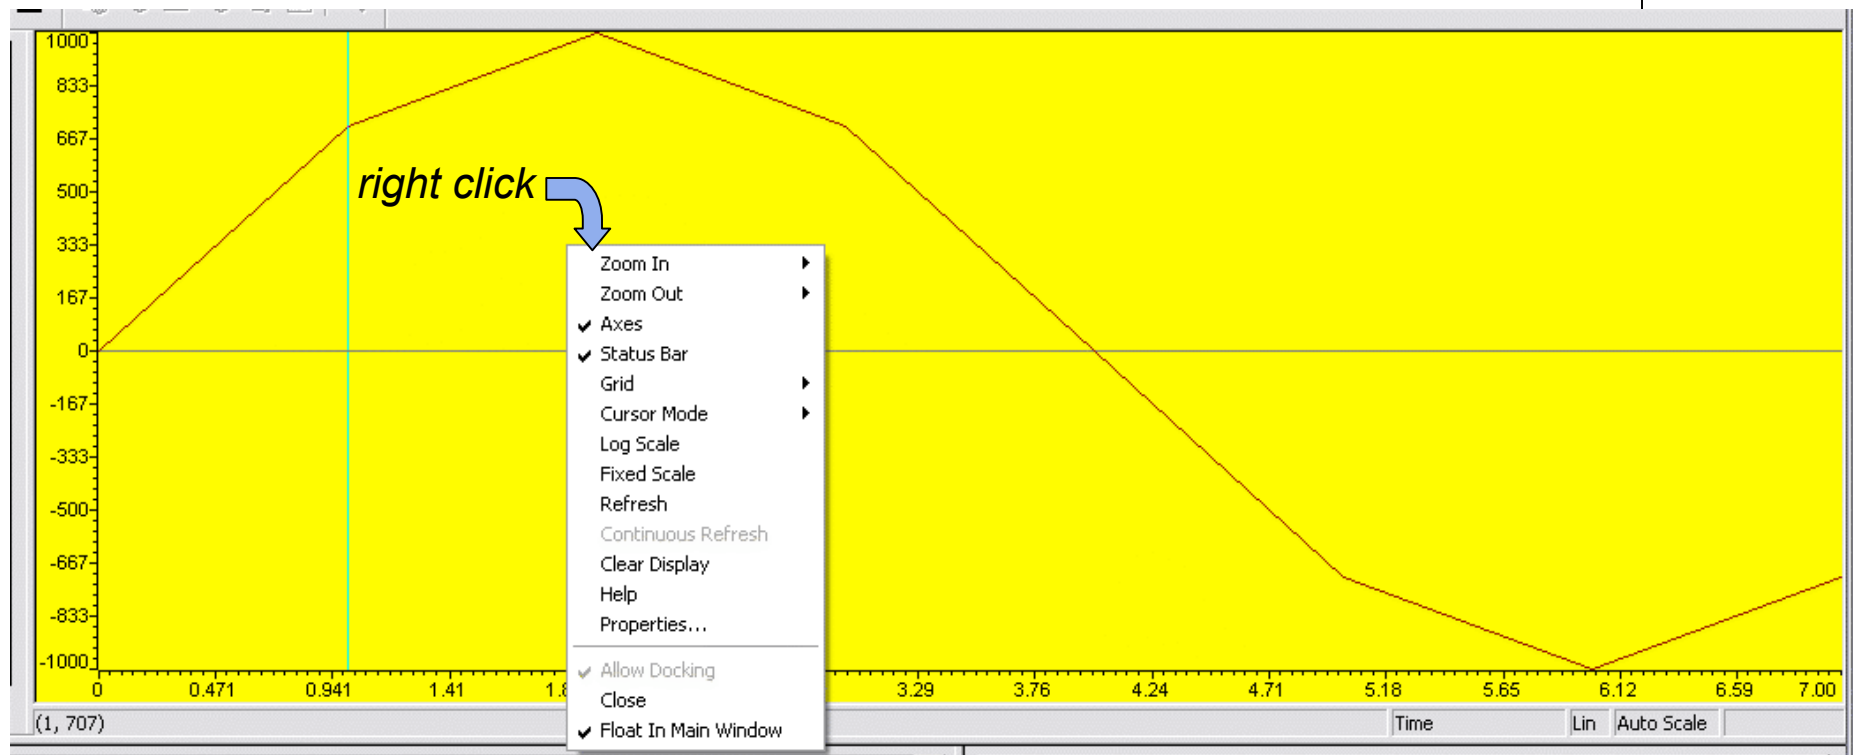 1000
833
667
500
333
167
0
-167
-333
-500
-667
-833
-1000
right click
Zoom In
Zoom Out
Axes
Status Bar
Grid
Cursor Mode
Log Scale
Fixed Scale
Refresh
Continuous Refresh
Clear Display
Help
Properties...
Allow Docking
Close
Float In Main Window
0 0.471 0.941 1.41 3.29 3.76 4.24 4.71 5.18 5.65 6.12 6.59 7.00
(1, 707) Time Lin Auto Scale